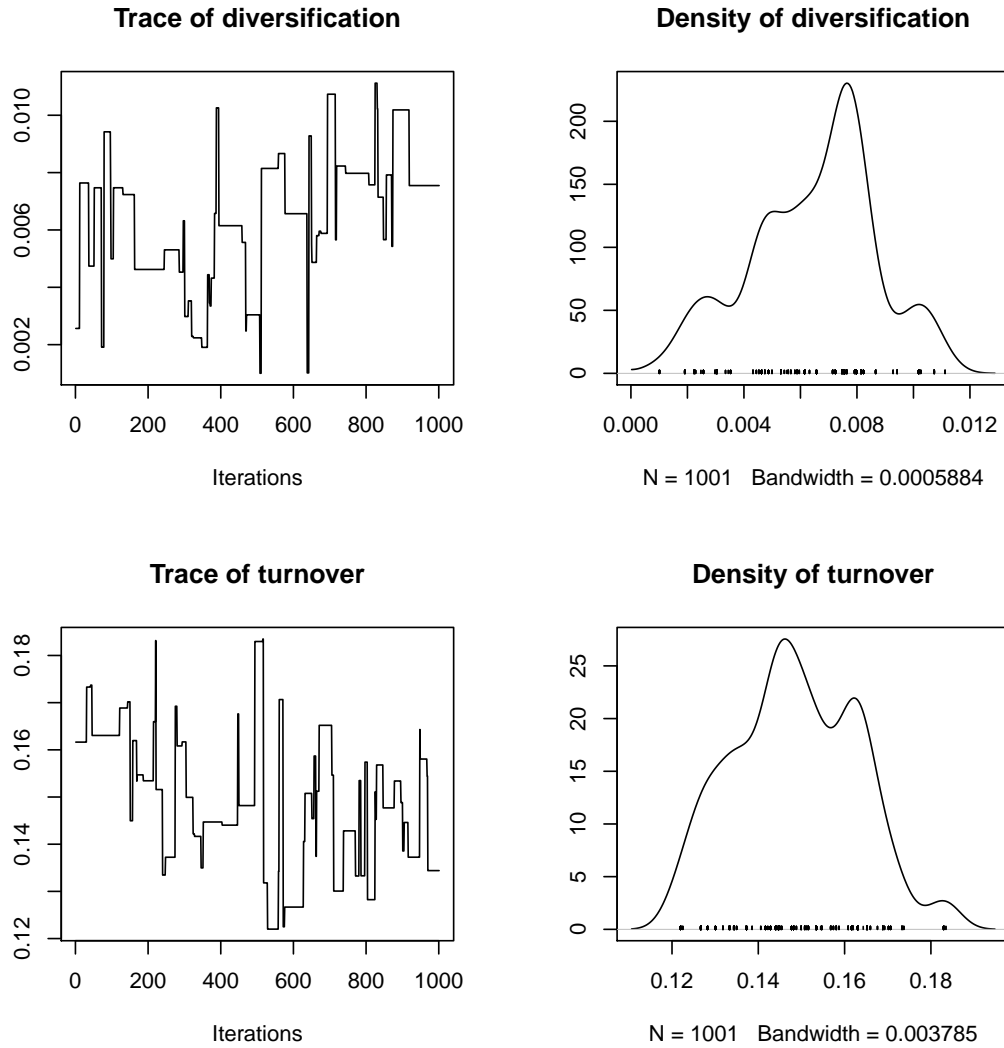 Trace of diversification
0.010
0.006
0.002
0 200 400 600 800 1000
Iterations
Density of diversification
200
150
100
50
0
0.000 0.004 0.008 0.012
N = 1001 Bandwidth = 0.0005884
Trace of turnover
0.18
0.16
0.14
0.12
0 200 400 600 800 1000
Iterations
Density of turnover
25
20
15
10
5
0
0.12 0.14 0.16 0.18
N = 1001 Bandwidth = 0.003785